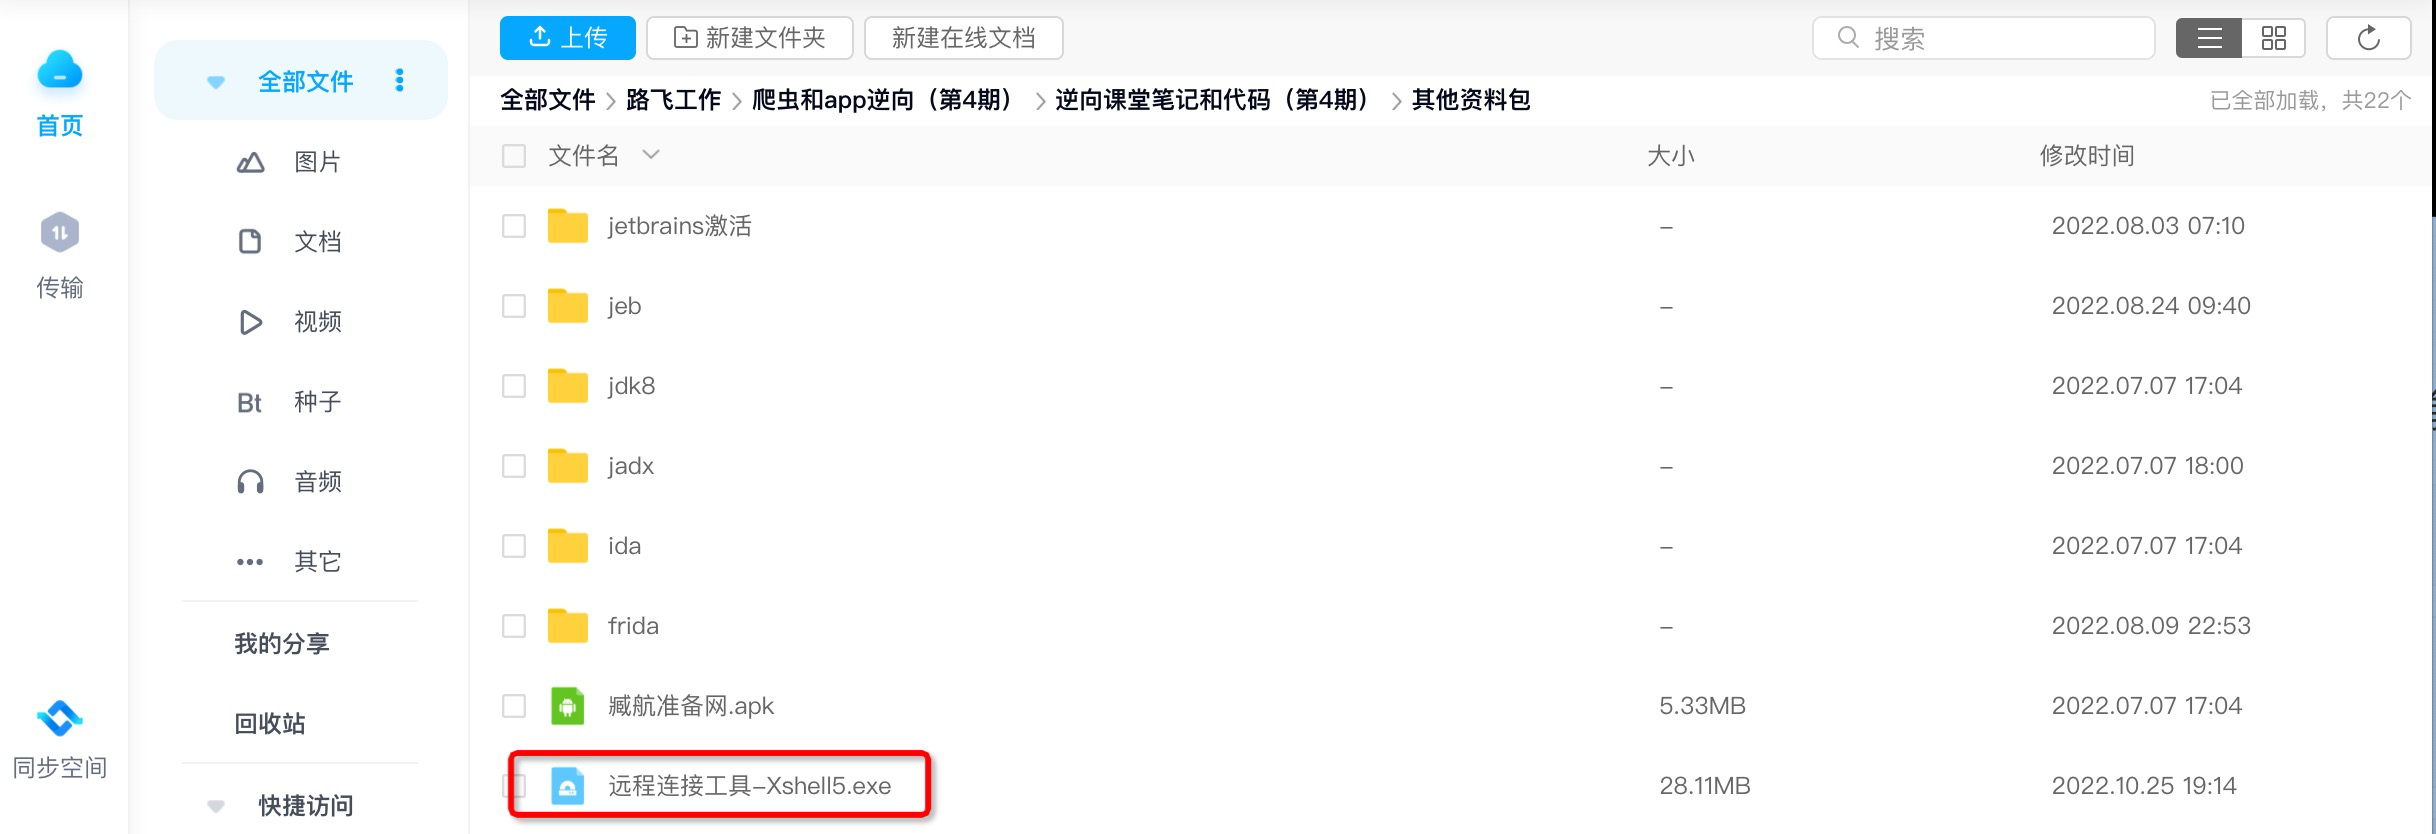 首页
传输
同步空间
全部文件
图片
文档
视频
Bt 种子
音频
其它
我的分享
回收站
快捷访问
上传 新建文件夹 新建在线文档 搜索
全部文件 > 路飞工作 > 爬虫和app逆向（第4期） > 逆向课堂笔记和代码（第4期） > 其他资料包 已全部加载，共22个
文件名 大小 修改时间
jetbrains激活 – 2022.08.03 07:10
jeb – 2022.08.24 09:40
jdk8 – 2022.07.07 17:04
jadx – 2022.07.07 18:00
ida – 2022.07.07 17:04
frida – 2022.08.09 22:53
臧航准备网.apk 5.33MB 2022.07.07 17:04
远程连接工具-Xshell5.exe 28.11MB 2022.10.25 19:14